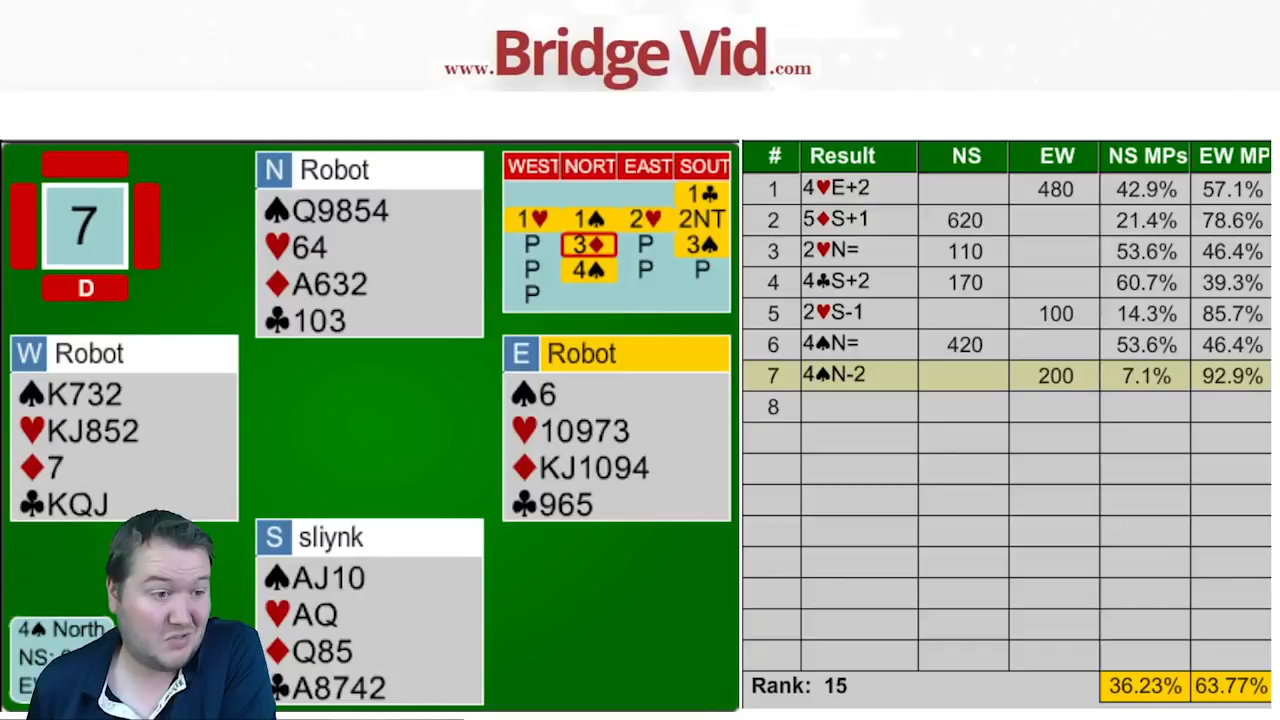 www.Bridge Vid.com
7
D
N Robot
♠Q9854
♥64
♦A632
♣103
WEST NORT EAST SOUT
1♣
1♥ 1♠ 2♥ 2NT
P 3♦ P 3♠
P 4♠ P P
P
W Robot
♠K732
♥KJ852
♦7
♣KQJ
E Robot
♠6
♥10973
♦KJ1094
♣965
S sliynk
♠AJ10
♥AQ
♦Q85
♣A8742
4♠ North
NS:
# Result NS EW NS MPs EW MP
1 4♥E+2 480 42.9% 57.1%
2 5♦S+1 620 21.4% 78.6%
3 2♥N= 110 53.6% 46.4%
4 4♣S+2 170 60.7% 39.3%
5 2♥S-1 100 14.3% 85.7%
6 4♠N= 420 53.6% 46.4%
7 4♠N-2 200 7.1% 92.9%
8
Rank: 15 36.23% 63.77%